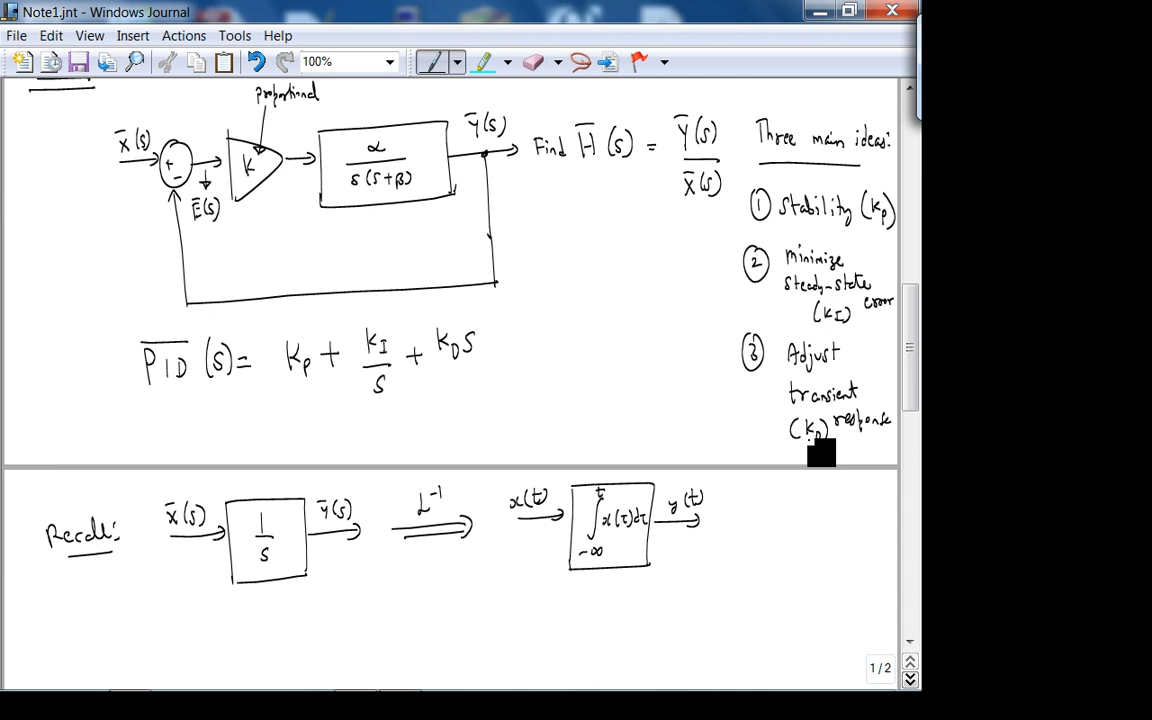 Note1.jnt - Windows Journal
File Edit View Insert Actions Tools Help
100%
proportional
X̄(s)
+
-
Ē(s)
K
α / s(s+β)
Ȳ(s)
Find H̄(s) = Ȳ(s) / X̄(s)
Three main ideas:
① Stability (Kp)
② Minimize
steady-state
error
(KI)
③ Adjust
transient
response
(KD)
PID(s) = Kp + KI/s + KDs
Recall:
X̄(s)
1/s
Ȳ(s)
L⁻¹
x(t)
∫ t -∞ x(τ)dτ
y(t)
1 / 2